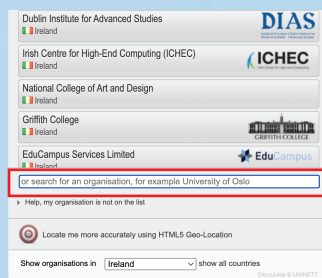 Dublin Institute for Advanced Studies
DIAS
Ireland
Irish Centre for High-End Computing (ICHEC)
ICHEC
Ireland
National College of Art and Design
Ireland
Griffith College
GRIFFITH COLLEGE
Ireland
EduCampus Services Limited
EduCampus
Ireland
or search for an organisation, for example University of Oslo
Help, my organisation is not on the list
Locate me more accurately using HTML5 Geo-Location
Show organisations in Ireland show all countries
DiscoJuice © UNINETT